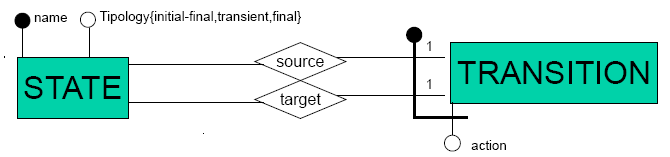 name
Tipology{initial-final,transient,final}
source
1
STATE
TRANSITION
target
1
action